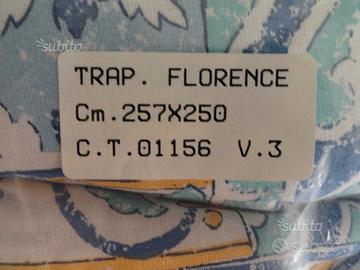 subito
TRAP. FLORENCE
Cm.257X250
C.T.01156 V.3
subito
subito